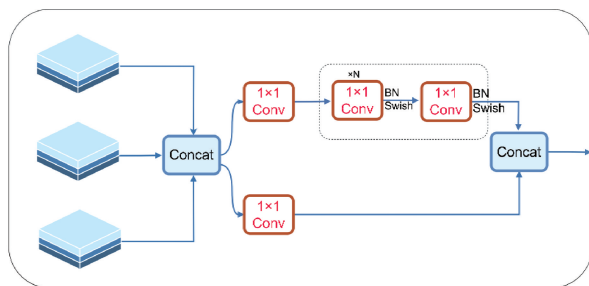 ×N
1×1
Conv
1×1
Conv
BN
Swish
1×1
Conv
BN
Swish
Concat
Concat
1×1
Conv